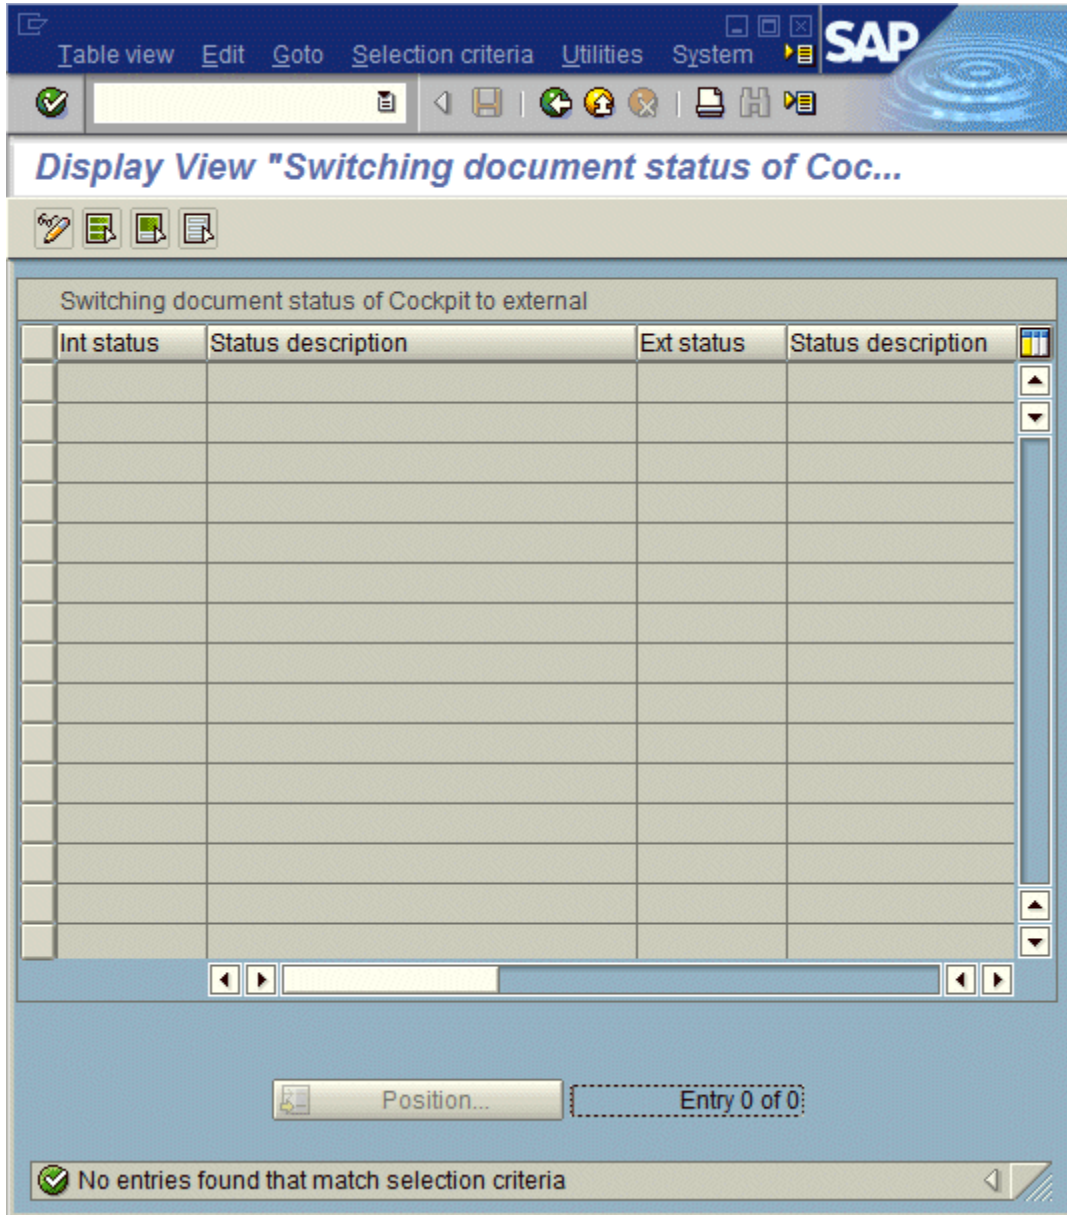 Table view Edit Goto Selection criteria Utilities System SAP
Display View "Switching document status of Coc...
Switching document status of Cockpit to external
Int status Status description Ext status Status description
Position... Entry 0 of 0
No entries found that match selection criteria